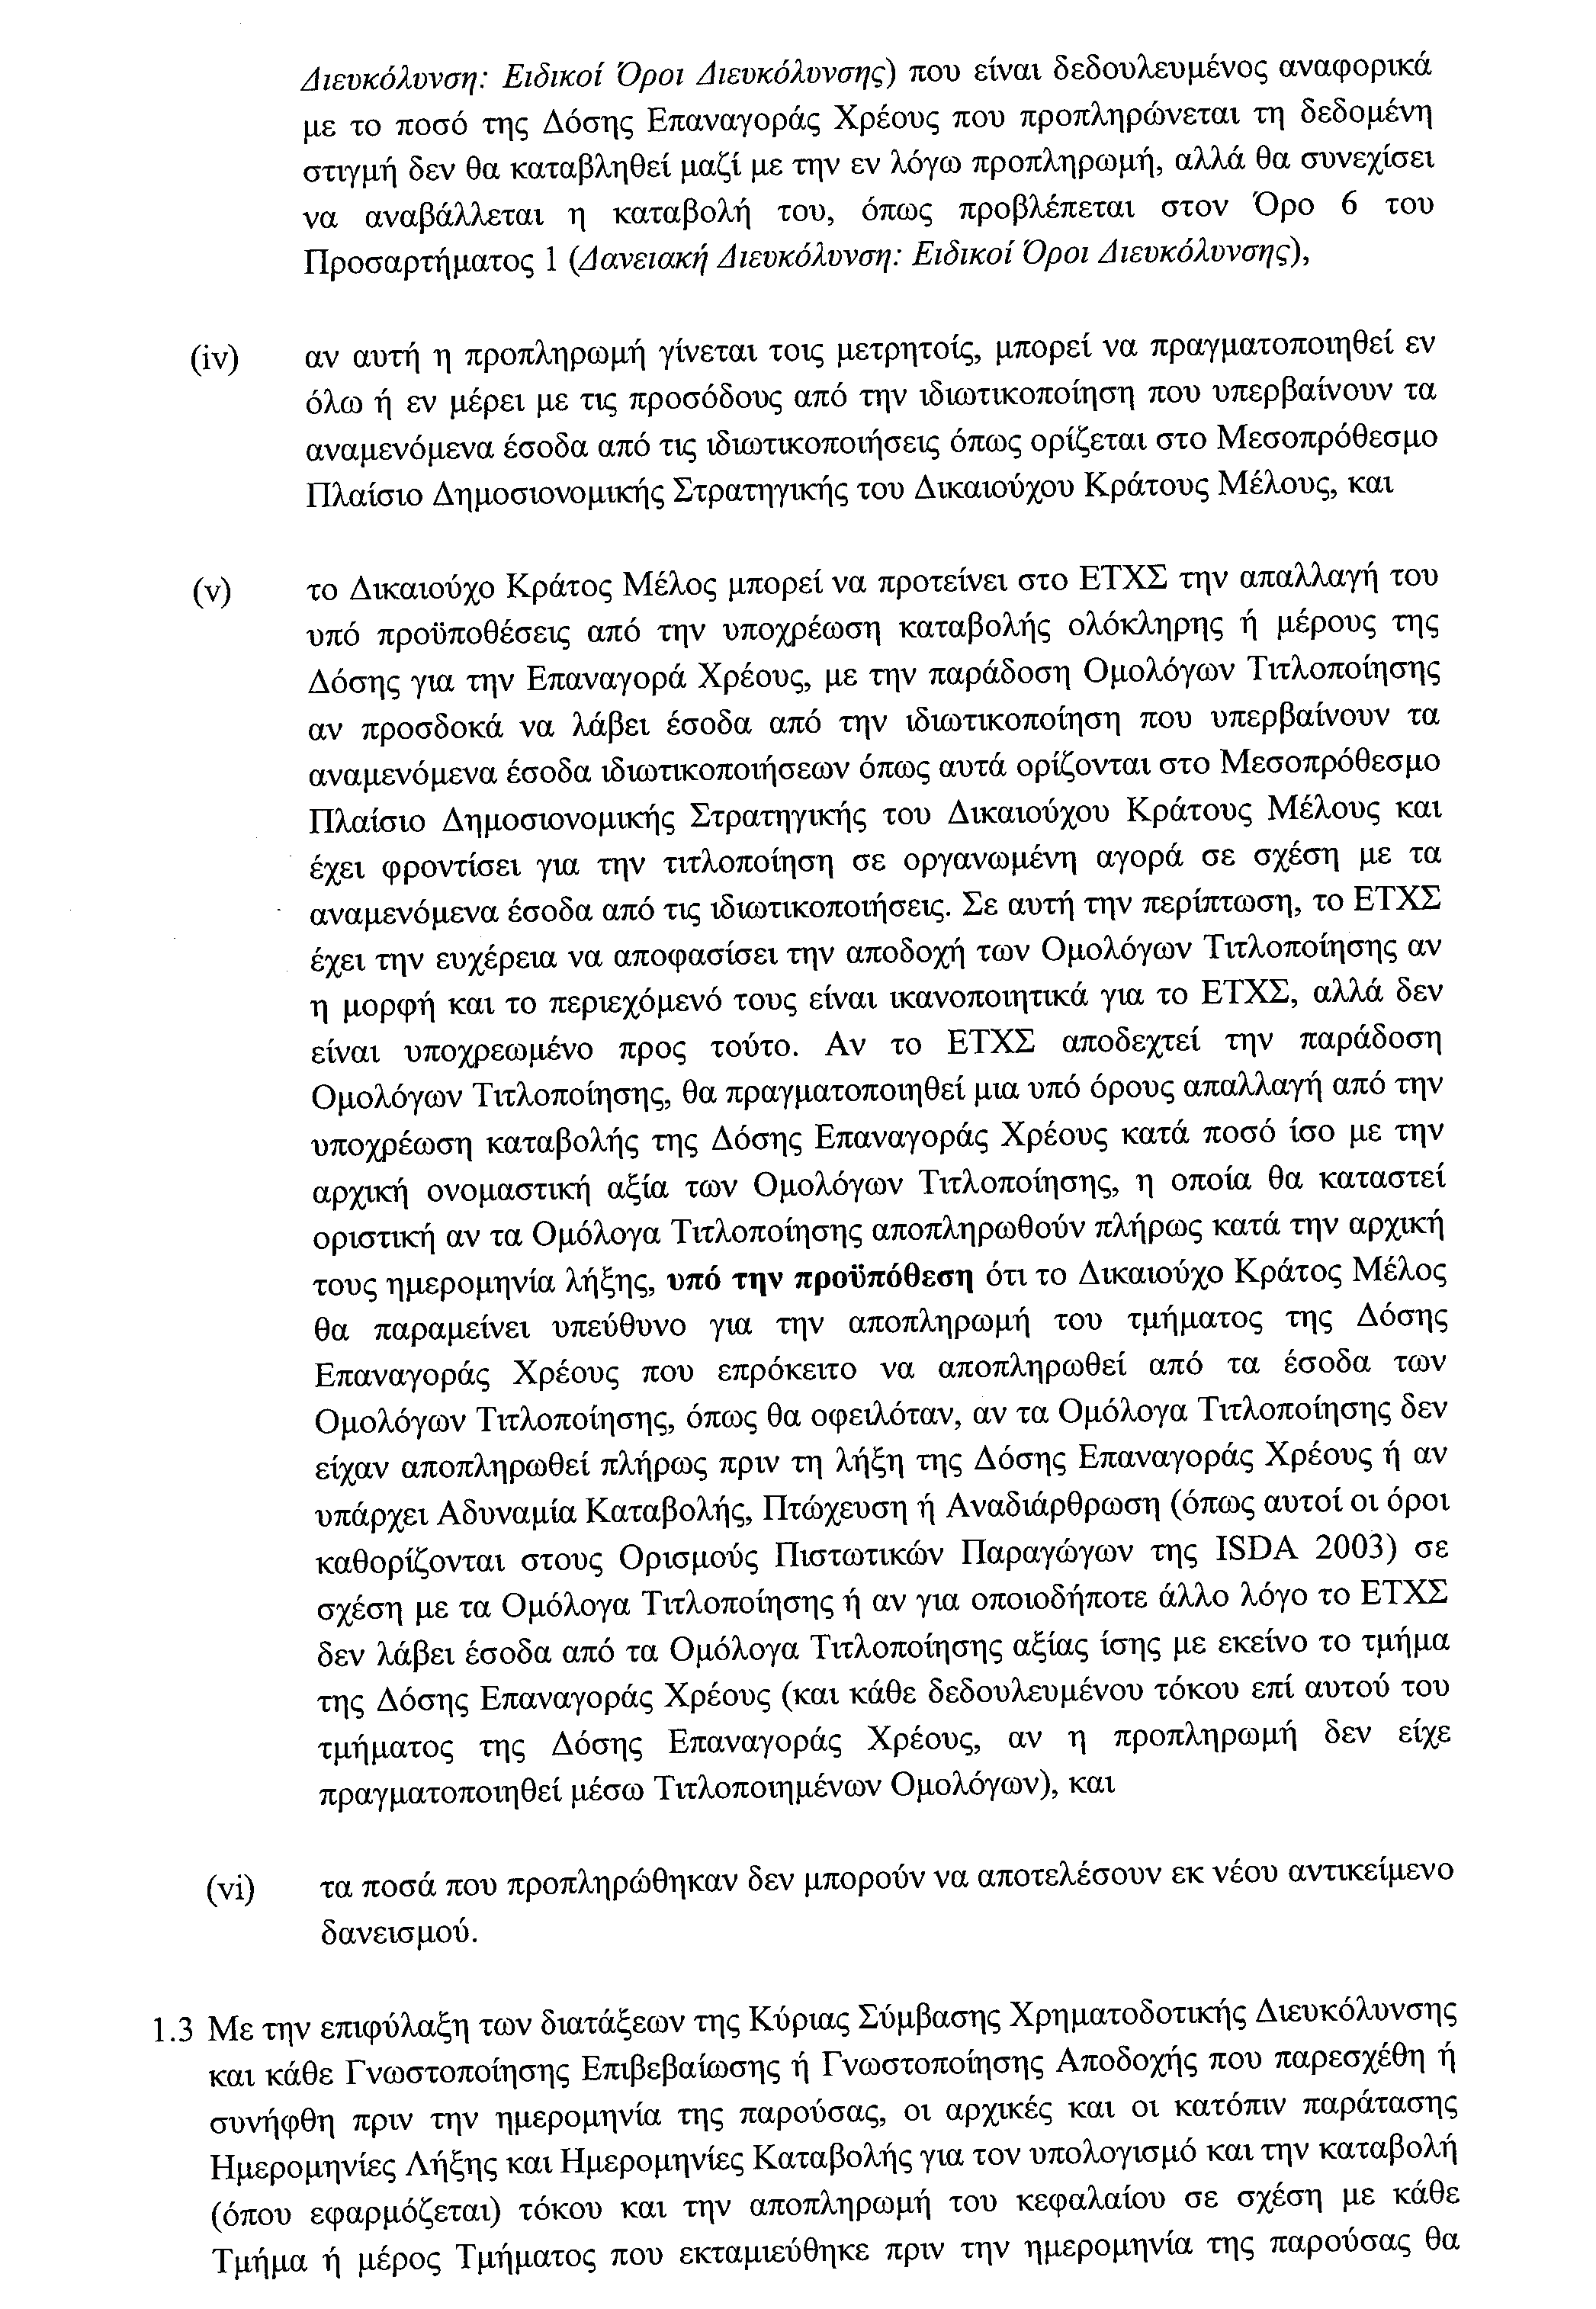 Διευκόλυνση: Ειδικοί Όροι Διευκόλυνσης) που είναι δεδουλευμένος αναφορικά
με το ποσό της Δόσης Επαναγοράς Χρέους που προπληρώνεται τη δεδομένη
στιγμή δεν θα καταβληθεί μαζί με την εν λόγω προπληρωμή, αλλά θα συνεχίσει
να αναβάλλεται η καταβολή του, όπως προβλέπεται στον Όρο 6 του
Προσαρτήματος 1 (Δανειακή Διευκόλυνση: Ειδικοί Όροι Διευκόλυνσης),
(iv) αν αυτή η προπληρωμή γίνεται τοις μετρητοίς, μπορεί να πραγματοποιηθεί εν
όλω ή εν μέρει με τις προσόδους από την ιδιωτικοποίηση που υπερβαίνουν τα
αναμενόμενα έσοδα από τις ιδιωτικοποιήσεις όπως ορίζεται στο Μεσοπρόθεσμο
Πλαίσιο Δημοσιονομικής Στρατηγικής του Δικαιούχου Κράτους Μέλους, και
(v) το Δικαιούχο Κράτος Μέλος μπορεί να προτείνει στο ΕΤΧΣ την απαλλαγή του
υπό προϋποθέσεις από την υποχρέωση καταβολής ολόκληρης ή μέρους της
Δόσης για την Επαναγορά Χρέους, με την παράδοση Ομολόγων Τιτλοποίησης
αν προσδοκά να λάβει έσοδα από την ιδιωτικοποίηση που υπερβαίνουν τα
αναμενόμενα έσοδα ιδιωτικοποιήσεων όπως αυτά ορίζονται στο Μεσοπρόθεσμο
Πλαίσιο Δημοσιονομικής Στρατηγικής του Δικαιούχου Κράτους Μέλους και
έχει φροντίσει για την τιτλοποίηση σε οργανωμένη αγορά σε σχέση με τα
αναμενόμενα έσοδα από τις ιδιωτικοποιήσεις. Σε αυτή την περίπτωση, το ΕΤΧΣ
έχει την ευχέρεια να αποφασίσει την αποδοχή των Ομολόγων Τιτλοποίησης αν
η μορφή και το περιεχόμενό τους είναι ικανοποιητικά για το ΕΤΧΣ, αλλά δεν
είναι υποχρεωμένο προς τούτο. Αν το ΕΤΧΣ αποδεχτεί την παράδοση
Ομολόγων Τιτλοποίησης, θα πραγματοποιηθεί μια υπό όρους απαλλαγή από την
υποχρέωση καταβολής της Δόσης Επαναγοράς Χρέους κατά ποσό ίσο με την
αρχική ονομαστική αξία των Ομολόγων Τιτλοποίησης, η οποία θα καταστεί
οριστική αν τα Ομόλογα Τιτλοποίησης αποπληρωθούν πλήρως κατά την αρχική
τους ημερομηνία λήξης, υπό την προϋπόθεση ότι το Δικαιούχο Κράτος Μέλος
θα παραμείνει υπεύθυνο για την αποπληρωμή του τμήματος της Δόσης
Επαναγοράς Χρέους που επρόκειτο να αποπληρωθεί από τα έσοδα των
Ομολόγων Τιτλοποίησης, όπως θα οφειλόταν, αν τα Ομόλογα Τιτλοποίησης δεν
είχαν αποπληρωθεί πλήρως πριν τη λήξη της Δόσης Επαναγοράς Χρέους ή αν
υπάρχει Αδυναμία Καταβολής, Πτώχευση ή Αναδιάρθρωση (όπως αυτοί οι όροι
καθορίζονται στους Ορισμούς Πιστωτικών Παραγώγων της ISDA 2003) σε
σχέση με τα Ομόλογα Τιτλοποίησης ή αν για οποιοδήποτε άλλο λόγο το ΕΤΧΣ
δεν λάβει έσοδα από τα Ομόλογα Τιτλοποίησης αξίας ίσης με εκείνο το τμήμα
της Δόσης Επαναγοράς Χρέους (και κάθε δεδουλευμένου τόκου επί αυτού του
τμήματος της Δόσης Επαναγοράς Χρέους, αν η προπληρωμή δεν είχε
πραγματοποιηθεί μέσω Τιτλοποιημένων Ομολόγων), και
(vi) τα ποσά που προπληρώθηκαν δεν μπορούν να αποτελέσουν εκ νέου αντικείμενο
δανεισμού.
1.3 Με την επιφύλαξη των διατάξεων της Κύριας Σύμβασης Χρηματοδοτικής Διευκόλυνσης
και κάθε Γνωστοποίησης Επιβεβαίωσης ή Γνωστοποίησης Αποδοχής που παρεσχέθη ή
συνήφθη πριν την ημερομηνία της παρούσας, οι αρχικές και οι κατόπιν παράτασης
Ημερομηνίες Λήξης και Ημερομηνίες Καταβολής για τον υπολογισμό και την καταβολή
(όπου εφαρμόζεται) τόκου και την αποπληρωμή του κεφαλαίου σε σχέση με κάθε
Τμήμα ή μέρος Τμήματος που εκταμιεύθηκε πριν την ημερομηνία της παρούσας θα